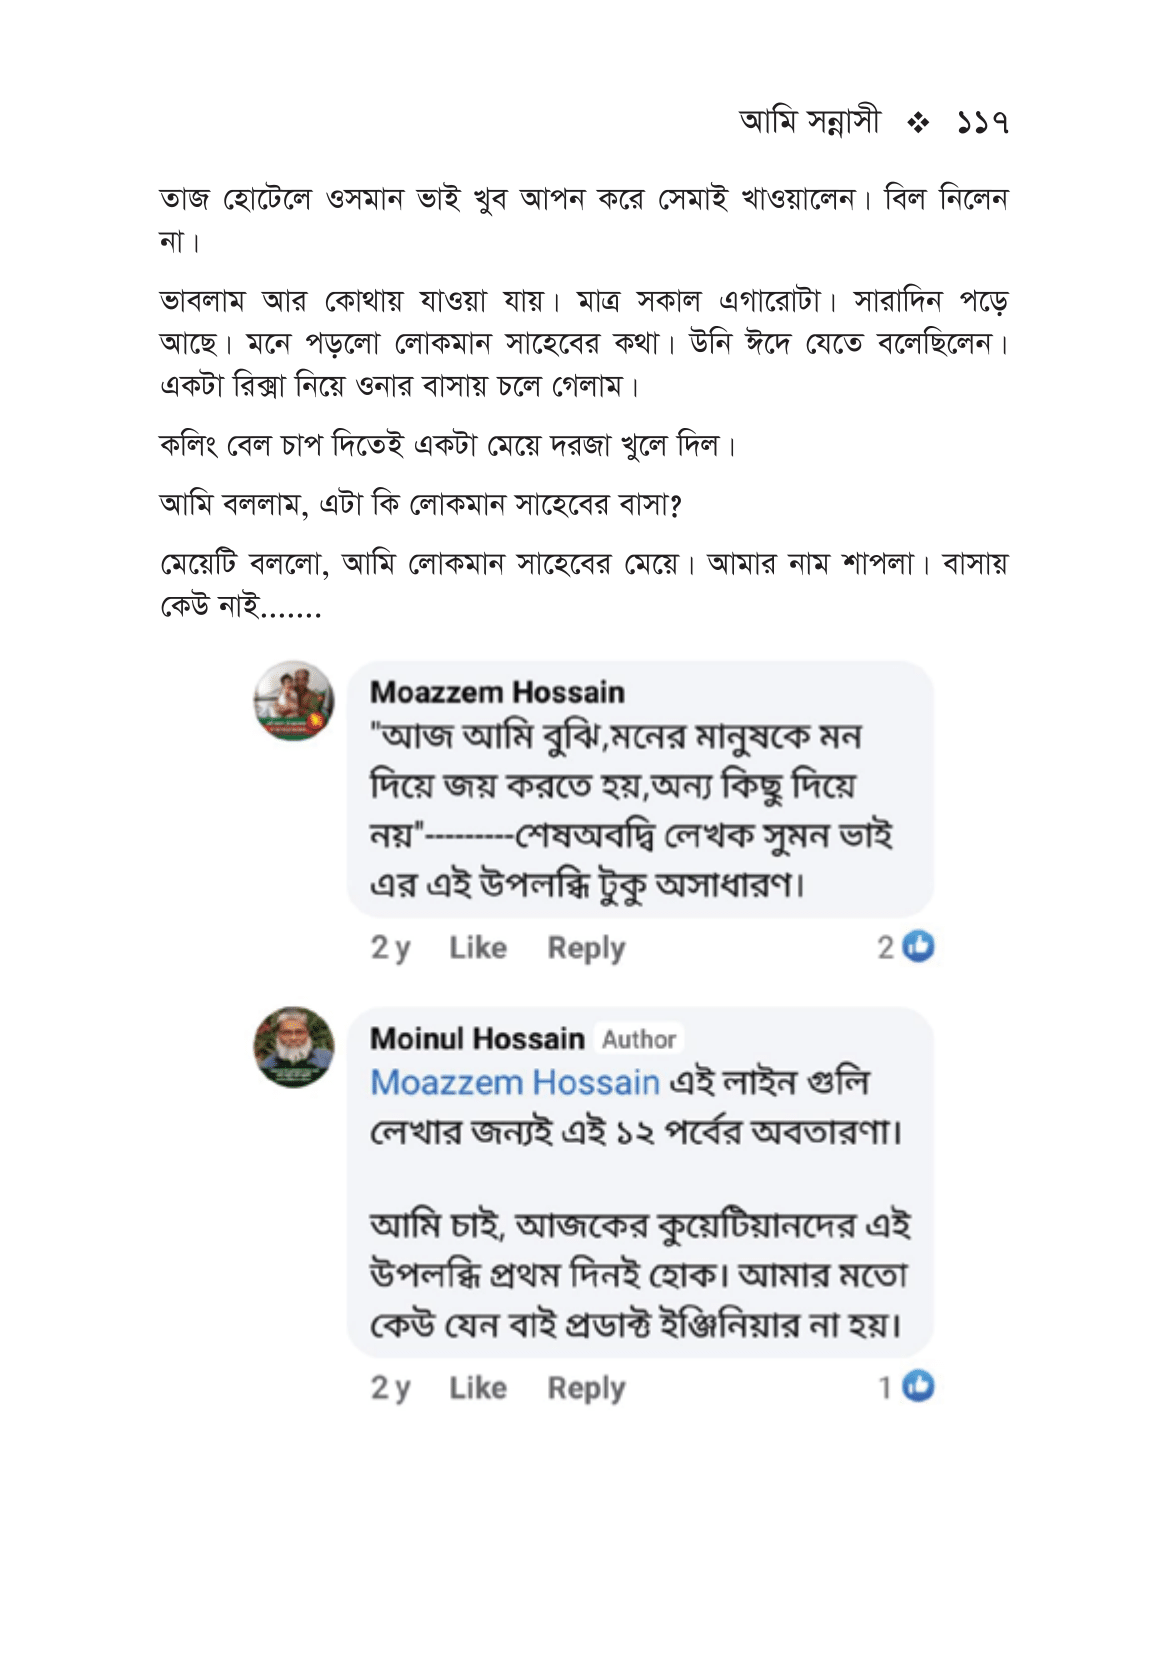 আমি সন্ন্যাসী ❖ ১১৭
তাজ হোটেলে ওসমান ভাই খুব আপন করে সেমাই খাওয়ালেন। বিল নিলেন
না।
ভাবলাম আর কোথায় যাওয়া যায়। মাত্র সকাল এগারোটা। সারাদিন পড়ে
আছে। মনে পড়লো লোকমান সাহেবের কথা। উনি ঈদে যেতে বলেছিলেন।
একটা রিক্সা নিয়ে ওনার বাসায় চলে গেলাম।
কলিং বেল চাপ দিতেই একটা মেয়ে দরজা খুলে দিল।
আমি বললাম, এটা কি লোকমান সাহেবের বাসা?
মেয়েটি বললো, আমি লোকমান সাহেবের মেয়ে। আমার নাম শাপলা। বাসায়
কেউ নাই.......
Moazzem Hossain
"আজ আমি বুঝি,মনের মানুষকে মন
দিয়ে জয় করতে হয়,অন্য কিছু দিয়ে
নয়"---------শেষঅবদ্বি লেখক সুমন ভাই
এর এই উপলব্ধি টুকু অসাধারণ।
2 y Like Reply 2
Moinul Hossain Author
Moazzem Hossain এই লাইন গুলি
লেখার জন্যই এই ১২ পর্বের অবতারণা।
আমি চাই, আজকের কুয়েটিয়ানদের এই
উপলব্ধি প্রথম দিনই হোক। আমার মতো
কেউ যেন বাই প্রডাক্ট ইঞ্জিনিয়ার না হয়।
2 y Like Reply 1